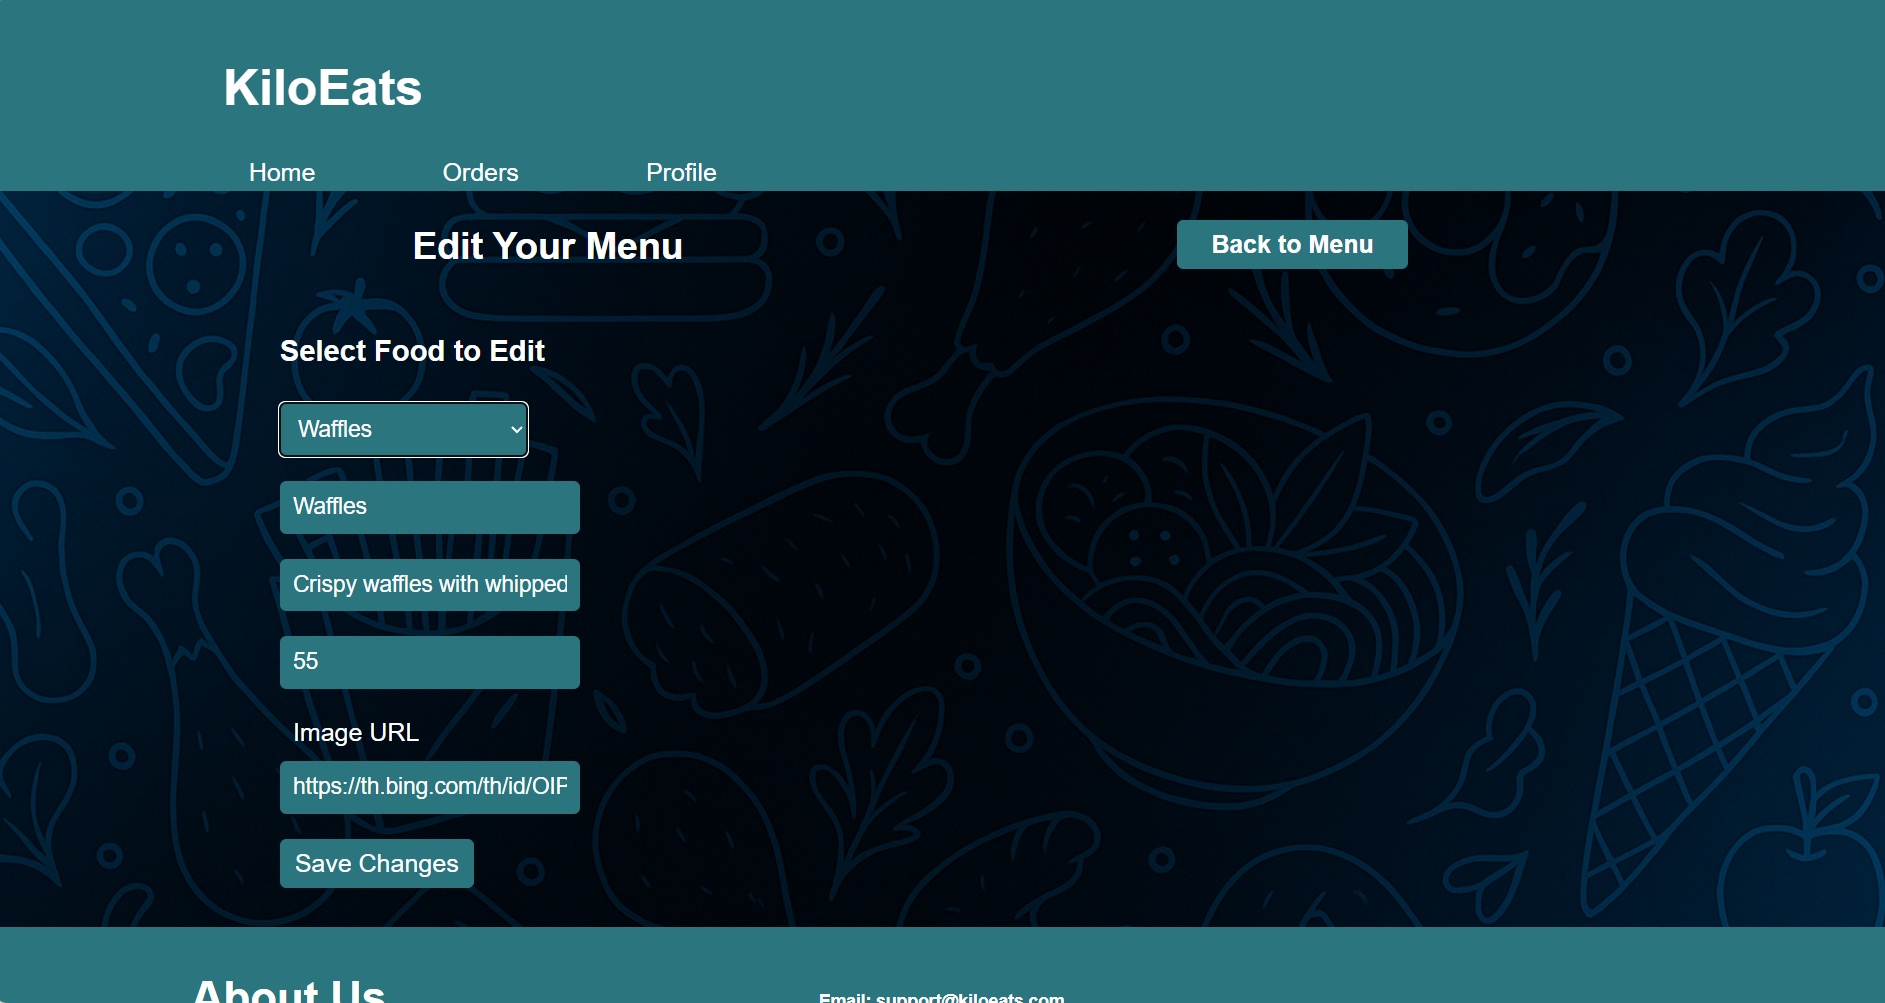 KiloEats
Home Orders Profile
Edit Your Menu
Back to Menu
Select Food to Edit
Waffles
Waffles
Crispy waffles with whipped
55
Image URL
https://th.bing.com/th/id/OIF
Save Changes
About Us
Email: support@kiloeats.com